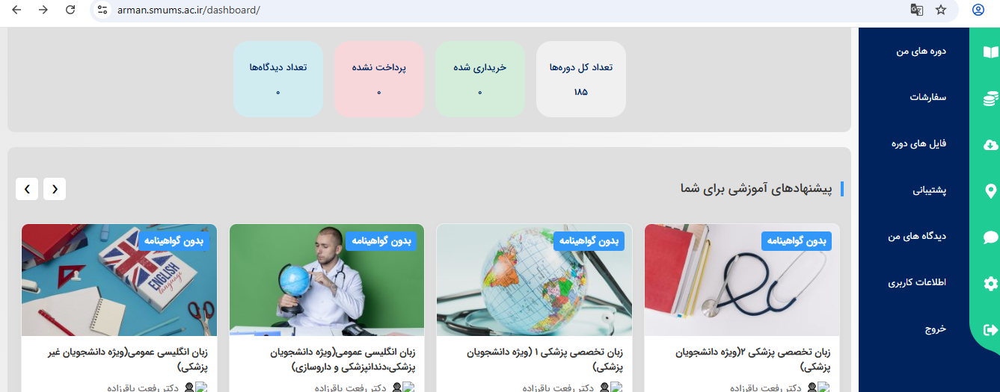 arman.smums.ac.ir/dashboard/
دوره های من
سفارشات
فایل های دوره
پشتیبانی
دیدگاه های من
اطلاعات کاربری
خروج
تعداد کل دوره‌ها
۱۸۵
خریداری شده
۰
پرداخت نشده
۰
تعداد دیدگاه‌ها
۰
پیشنهادهای آموزشی برای شما
بدون گواهینامه
زبان تخصصی پزشکی ۲(ویژه دانشجویان
پزشکی)
دکتر رفعت باقرزاده
بدون گواهینامه
زبان تخصصی پزشکی ۱ (ویژه دانشجویان
پزشکی)
دکتر رفعت باقرزاده
بدون گواهینامه
زبان انگلیسی عمومی(ویژه دانشجویان
پزشکی،دندانپزشکی و داروسازی)
دکتر رفعت باقرزاده
بدون گواهینامه
ENGLISH
language
زبان انگلیسی عمومی(ویژه دانشجویان غیر
پزشکی)
دکتر رفعت باقرزاده